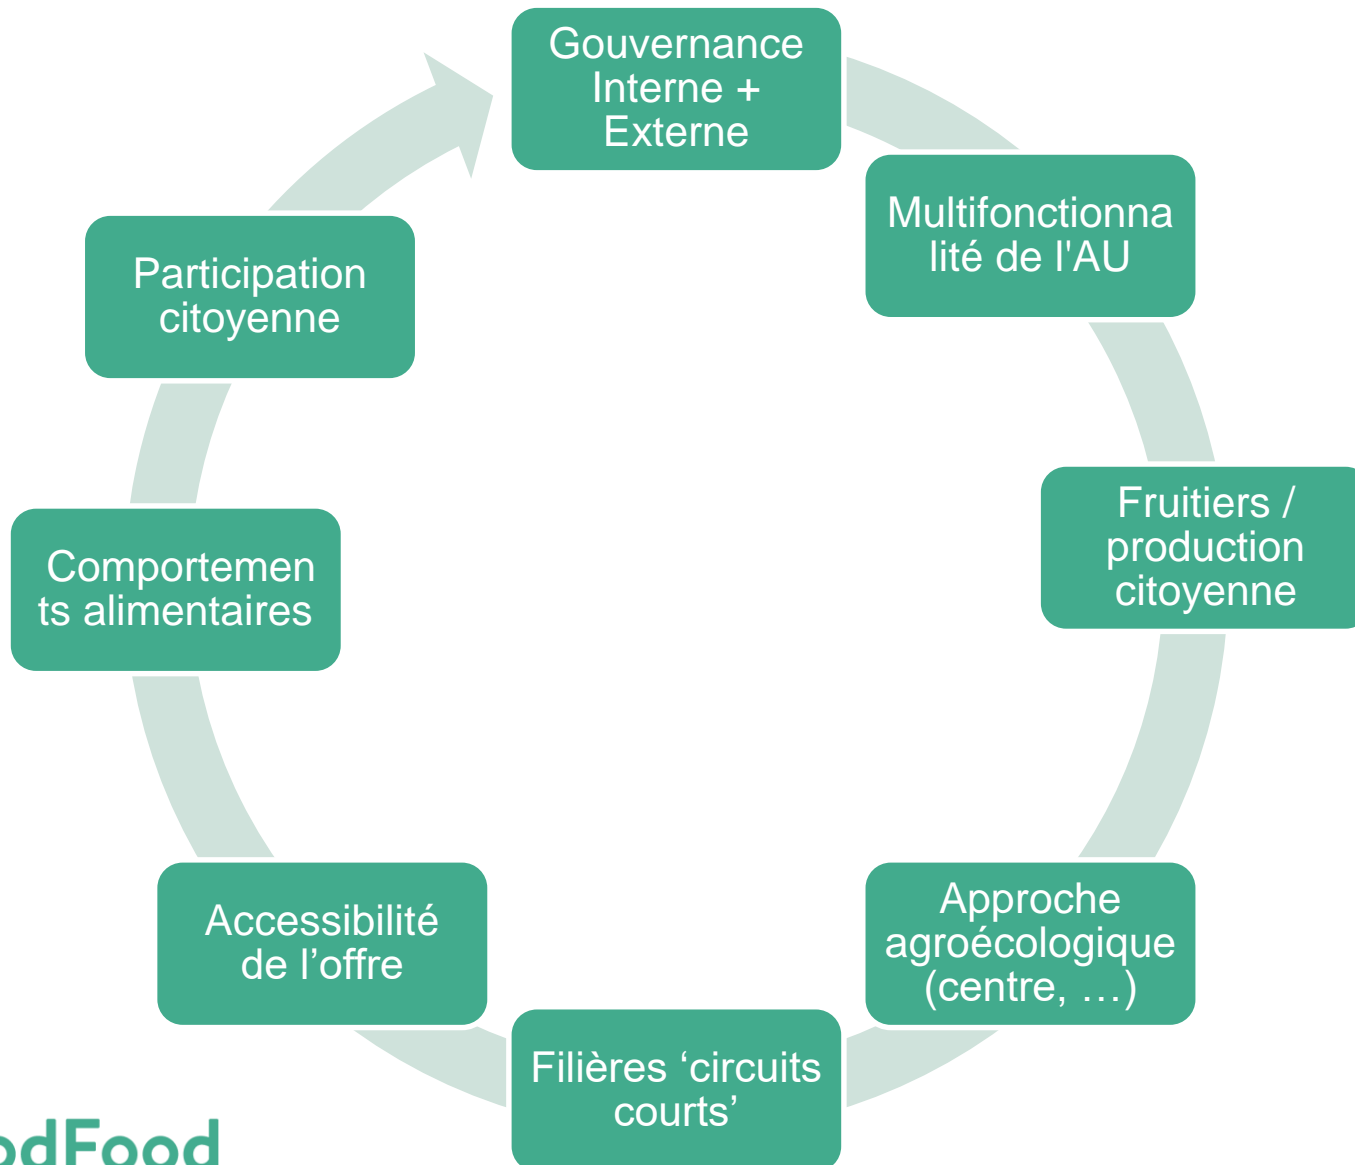 Gouvernance
Interne +
Externe
Multifonctionna
lité de l'AU
Fruitiers /
production
citoyenne
Approche
agroécologique
(centre, …)
Filières ‘circuits
courts’
Accessibilité
de l’offre
Comportemen
ts alimentaires
Participation
citoyenne
odFood